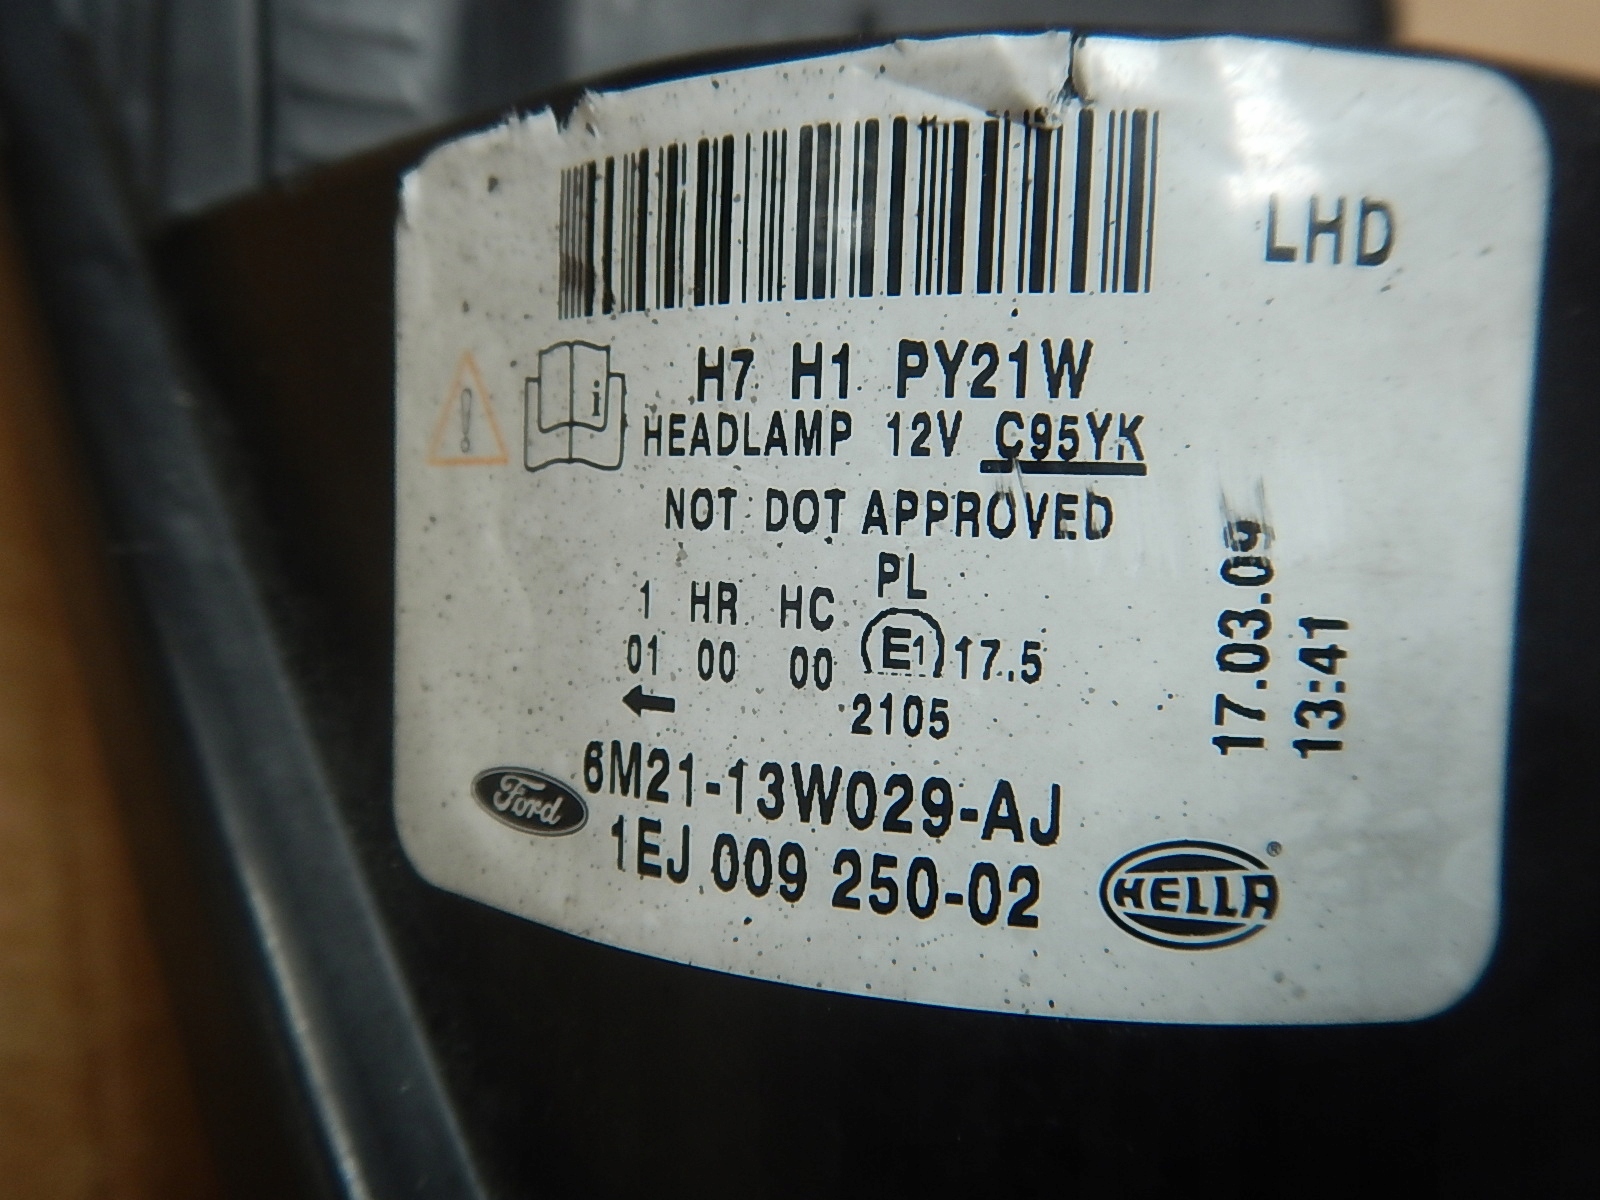 LHD
i
H7 H1 PY21W
HEADLAMP 12V C95YK
NOT DOT APPROVED
PL
1 HR HC
01 00 00 E1 17.5
2105
6M21-13W029-AJ
Ford
1EJ 009 250-02
HELLA®
17.03.09
13:41